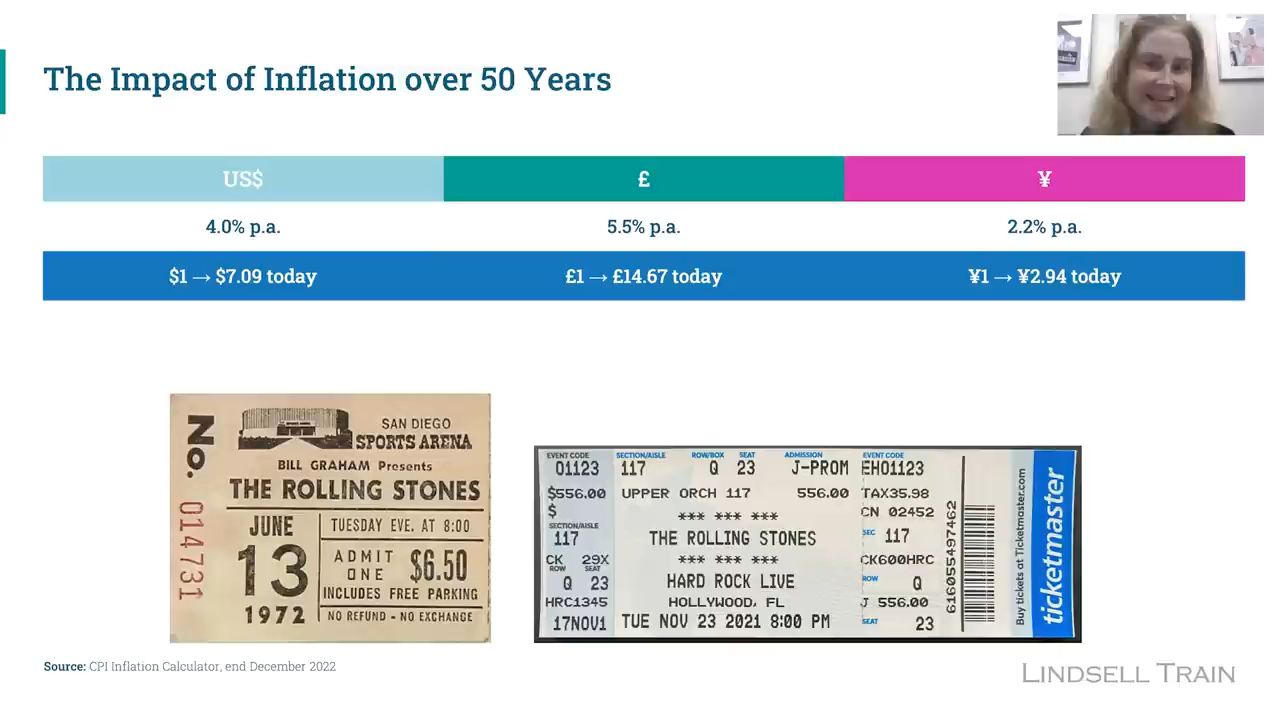 The Impact of Inflation over 50 Years
US$ £ ¥
4.0% p.a. 5.5% p.a. 2.2% p.a.
$1 → $7.09 today £1 → £14.67 today ¥1 → ¥2.94 today
No. 014731
SAN DIEGO
SPORTS ARENA
BILL GRAHAM Presents
THE ROLLING STONES
JUNE
13
1972
TUESDAY EVE. AT 8:00
ADMIT
ONE
$6.50
INCLUDES FREE PARKING
NO REFUND - NO EXCHANGE
EVENT CODE SECTION/AISLE ROW/BOX SEAT ADMISSION EVENT CODE
01123 117 Q 23 J-PROM EH01123
$556.00 UPPER ORCH 117 556.00 TAX35.98
$ *** *** *** CN 02452
SECTION/AISLE
117 THE ROLLING STONES SEC 117
CK 29X *** *** *** CK600HRC
ROW SEAT ROW
Q 23 HARD ROCK LIVE Q
HRC1345 HOLLYWOOD, FL J 556.00
17NOV1 TUE NOV 23 2021 8:00 PM SEAT 23
616055497462
Buy tickets at Ticketmaster.com
ticketmaster
Source: CPI Inflation Calculator, end December 2022
LINDSELL TRAIN